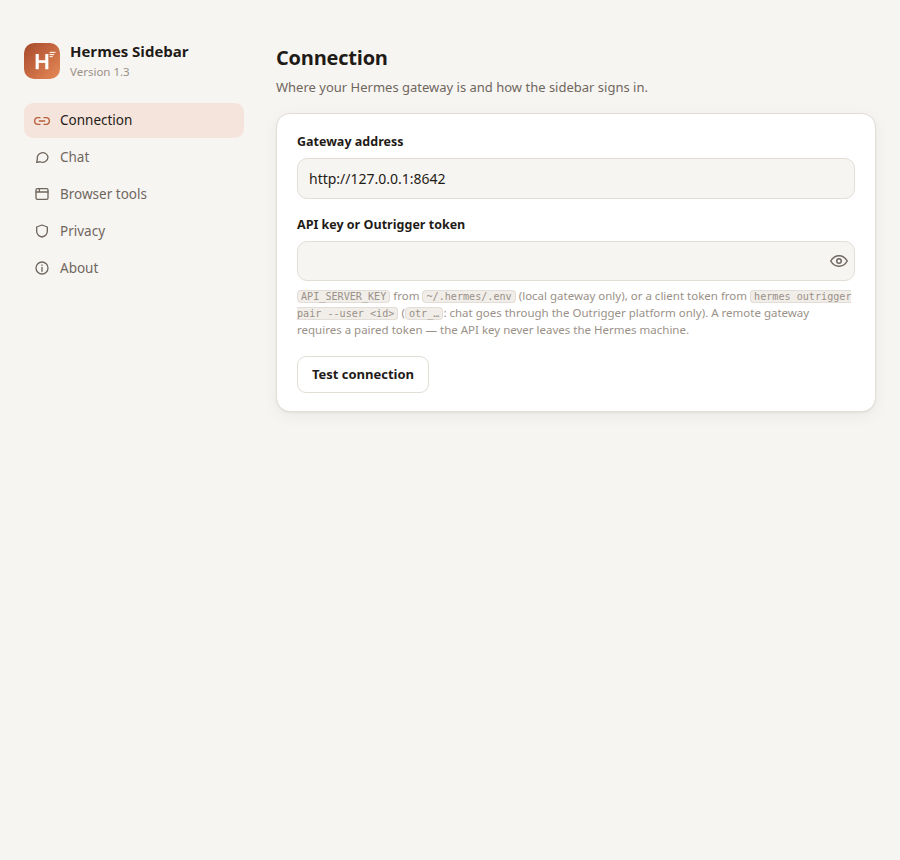 Hermes Sidebar
Version 1.3
Connection
Chat
Browser tools
Privacy
About
Connection
Where your Hermes gateway is and how the sidebar signs in.
Gateway address
http://127.0.0.1:8642
API key or Outrigger token
API_SERVER_KEY from ~/.hermes/.env (local gateway only), or a client token from hermes outrigger
pair --user <id> (otr_…: chat goes through the Outrigger platform only). A remote gateway
requires a paired token — the API key never leaves the Hermes machine.
Test connection